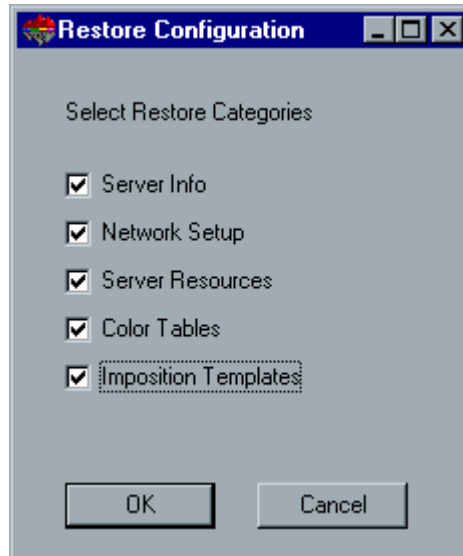 Restore Configuration
Select Restore Categories
Server Info
Network Setup
Server Resources
Color Tables
Imposition Templates
OK Cancel